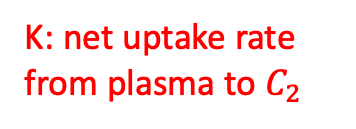 K: net uptake rate
from plasma to C₂